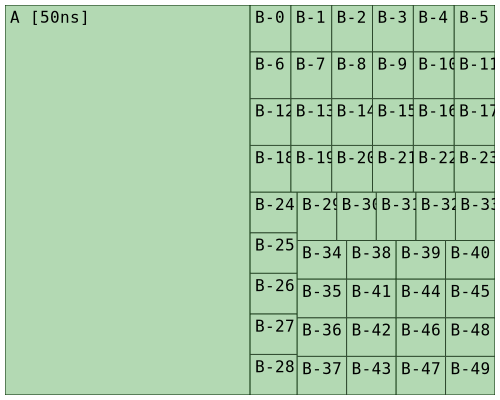 A [50ns] B-0 B-1 B-2 B-3 B-4 B-5
B-6 B-7 B-8 B-9 B-10 B-11
B-12 B-13 B-14 B-15 B-16 B-17
B-18 B-19 B-20 B-21 B-22 B-23
B-24 B-29 B-30 B-31 B-32 B-33
B-25 B-34 B-38 B-39 B-40
B-26 B-35 B-41 B-44 B-45
B-27 B-36 B-42 B-46 B-48
B-28 B-37 B-43 B-47 B-49